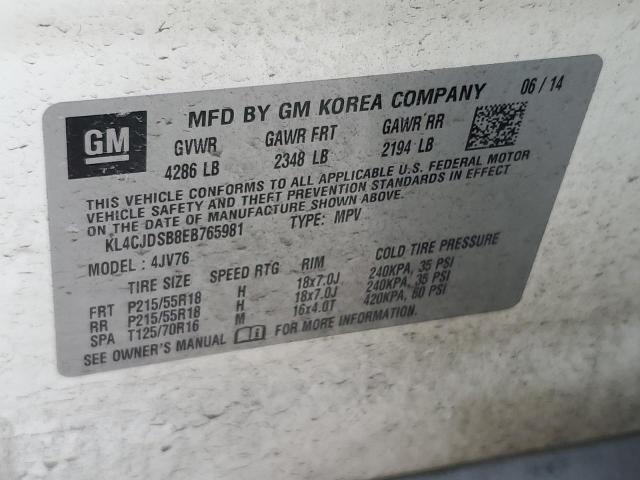 GM
MFD BY GM KOREA COMPANY 06/14
GVWR GAWR FRT GAWR RR
4286 LB 2348 LB 2194 LB
THIS VEHICLE CONFORMS TO ALL APPLICABLE U.S. FEDERAL MOTOR
VEHICLE SAFETY AND THEFT PREVENTION STANDARDS IN EFFECT
ON THE DATE OF MANUFACTURE SHOWN ABOVE.
KL4CJDSB8EB765981 TYPE: MPV
MODEL: 4JV76
TIRE SIZE SPEED RTG RIM COLD TIRE PRESSURE
FRT P215/55R18 H 18x7.0J 240KPA, 35 PSI
RR P215/55R18 H 18x7.0J 240KPA, 35 PSI
SPA T125/70R16 M 16x4.0T 420KPA, 60 PSI
SEE OWNER'S MANUAL FOR MORE INFORMATION.